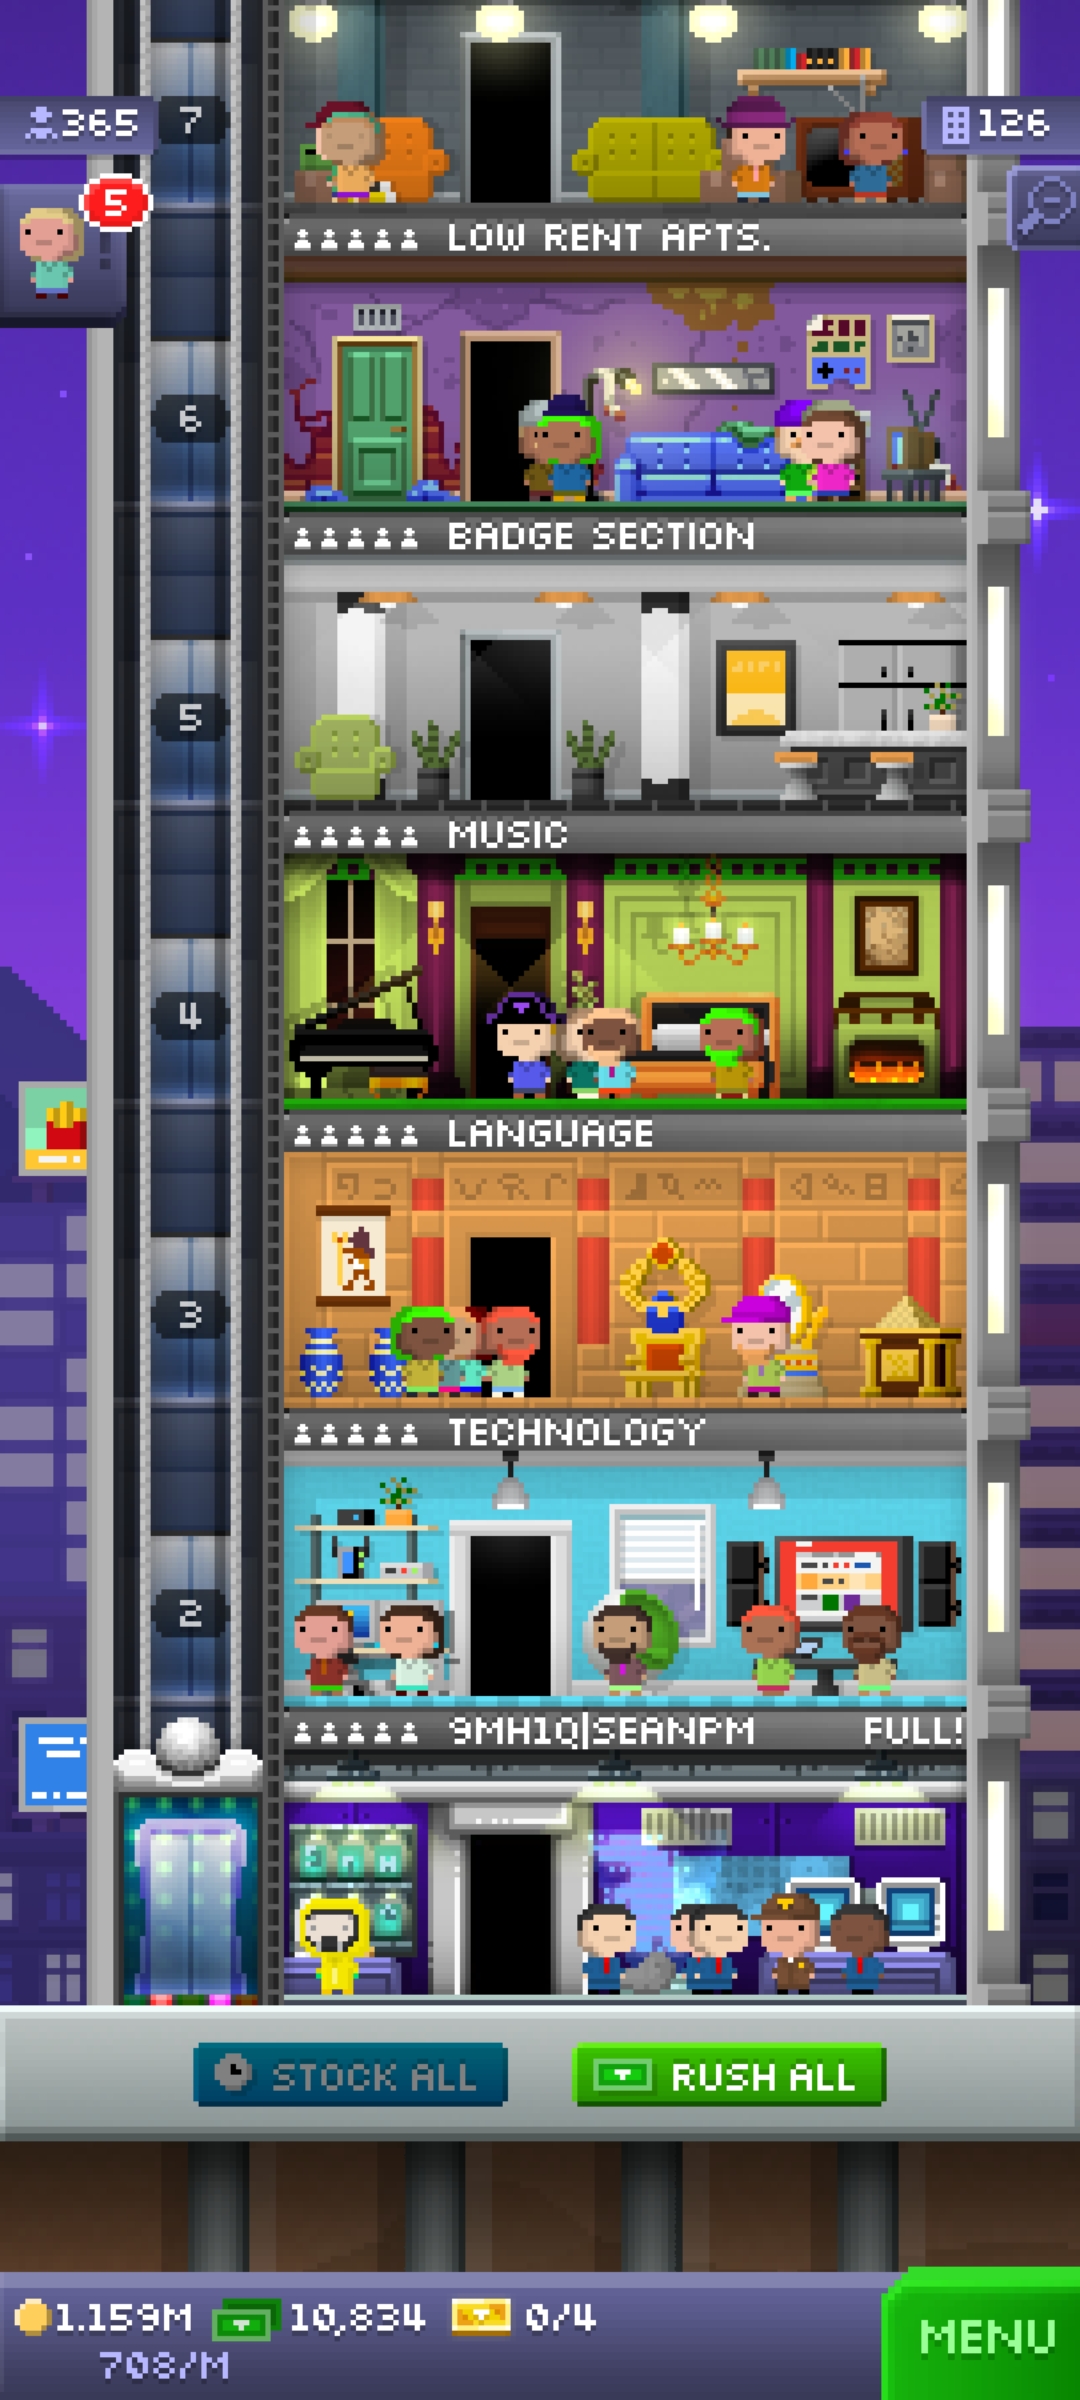 7
365
126
5
LOW RENT APTS.
6
BADGE SECTION
5
MUSIC
4
LANGUAGE
3
TECHNOLOGY
2
9MH1Q|SEANPM FULL!
STOCK ALL
RUSH ALL
1.159M 10,834 0/4
708/M
MENU